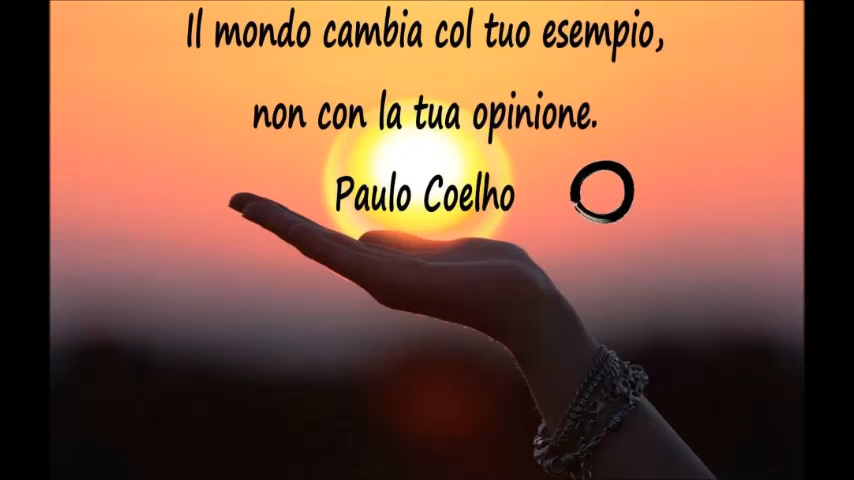 Il mondo cambia col tuo esempio,
non con la tua opinione.
Paulo Coelho